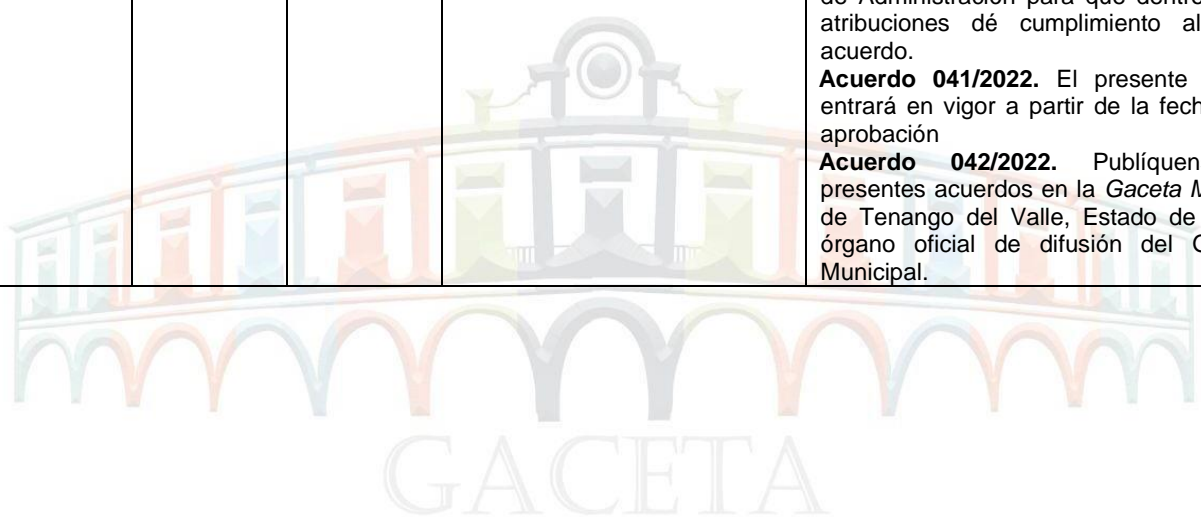 de Administración para que dentro
atribuciones dé cumplimiento al
acuerdo.
Acuerdo 041/2022. El presente
entrará en vigor a partir de la fech
aprobación
Acuerdo 042/2022. Publíquen
presentes acuerdos en la Gaceta M
de Tenango del Valle, Estado de
órgano oficial de difusión del C
Municipal.
GACETA